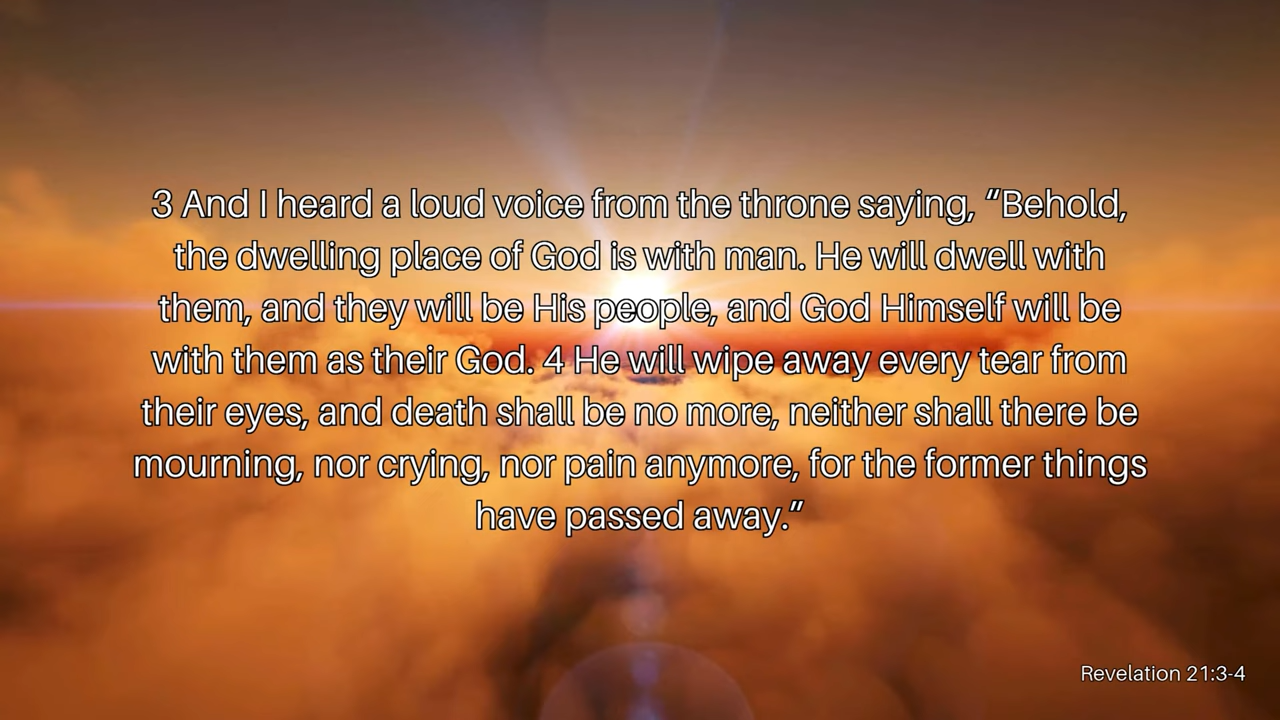 3 And I heard a loud voice from the throne saying, “Behold,
the dwelling place of God is with man. He will dwell with
them, and they will be His people, and God Himself will be
with them as their God. 4 He will wipe away every tear from
their eyes, and death shall be no more, neither shall there be
mourning, nor crying, nor pain anymore, for the former things
have passed away.”
Revelation 21:3-4